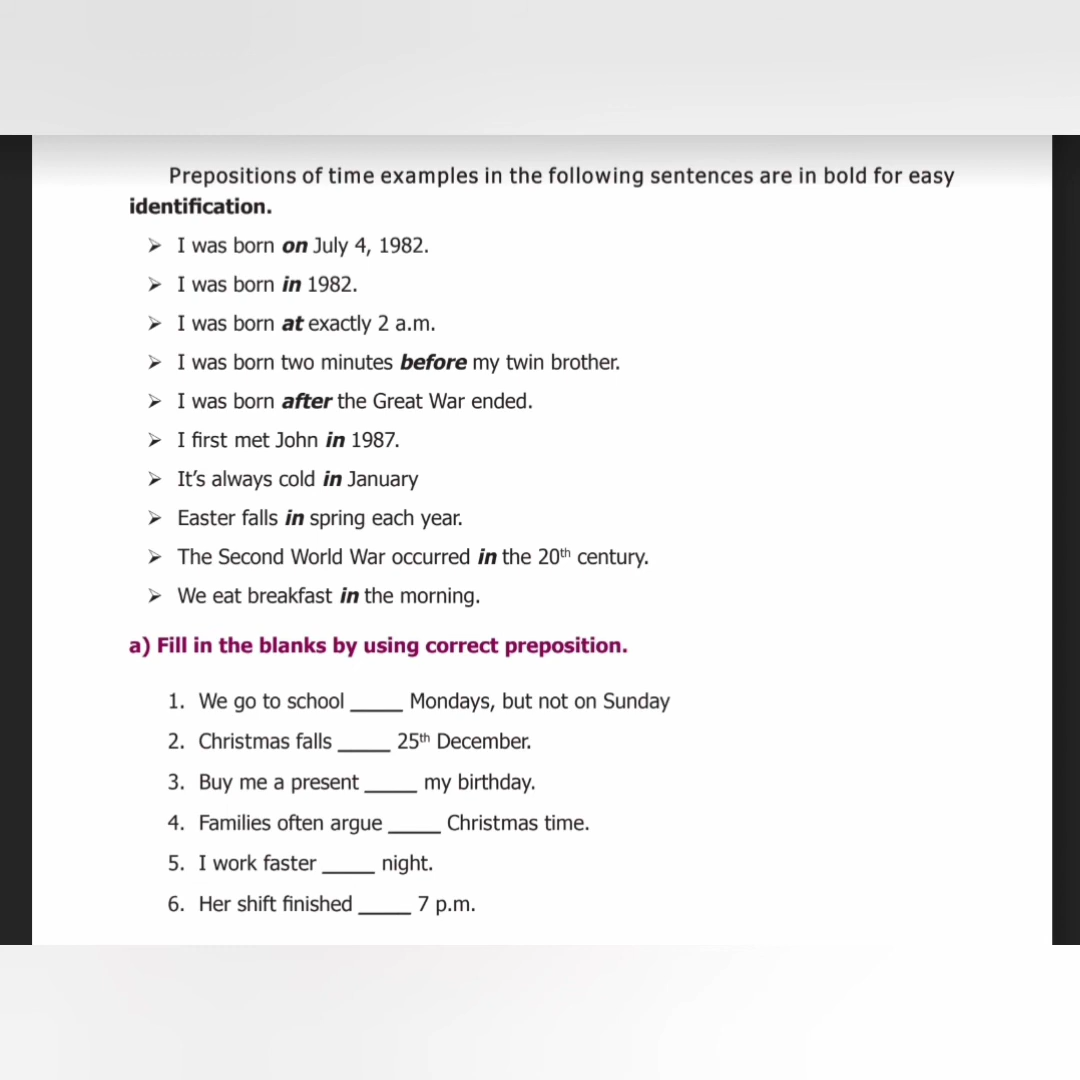 Prepositions of time examples in the following sentences are in bold for easy
identification.
➢ I was born on July 4, 1982.
➢ I was born in 1982.
➢ I was born at exactly 2 a.m.
➢ I was born two minutes before my twin brother.
➢ I was born after the Great War ended.
➢ I first met John in 1987.
➢ It's always cold in January
➢ Easter falls in spring each year.
➢ The Second World War occurred in the 20th century.
➢ We eat breakfast in the morning.
a) Fill in the blanks by using correct preposition.
1. We go to school _____ Mondays, but not on Sunday
2. Christmas falls _____ 25th December.
3. Buy me a present _____ my birthday.
4. Families often argue _____ Christmas time.
5. I work faster _____ night.
6. Her shift finished _____ 7 p.m.